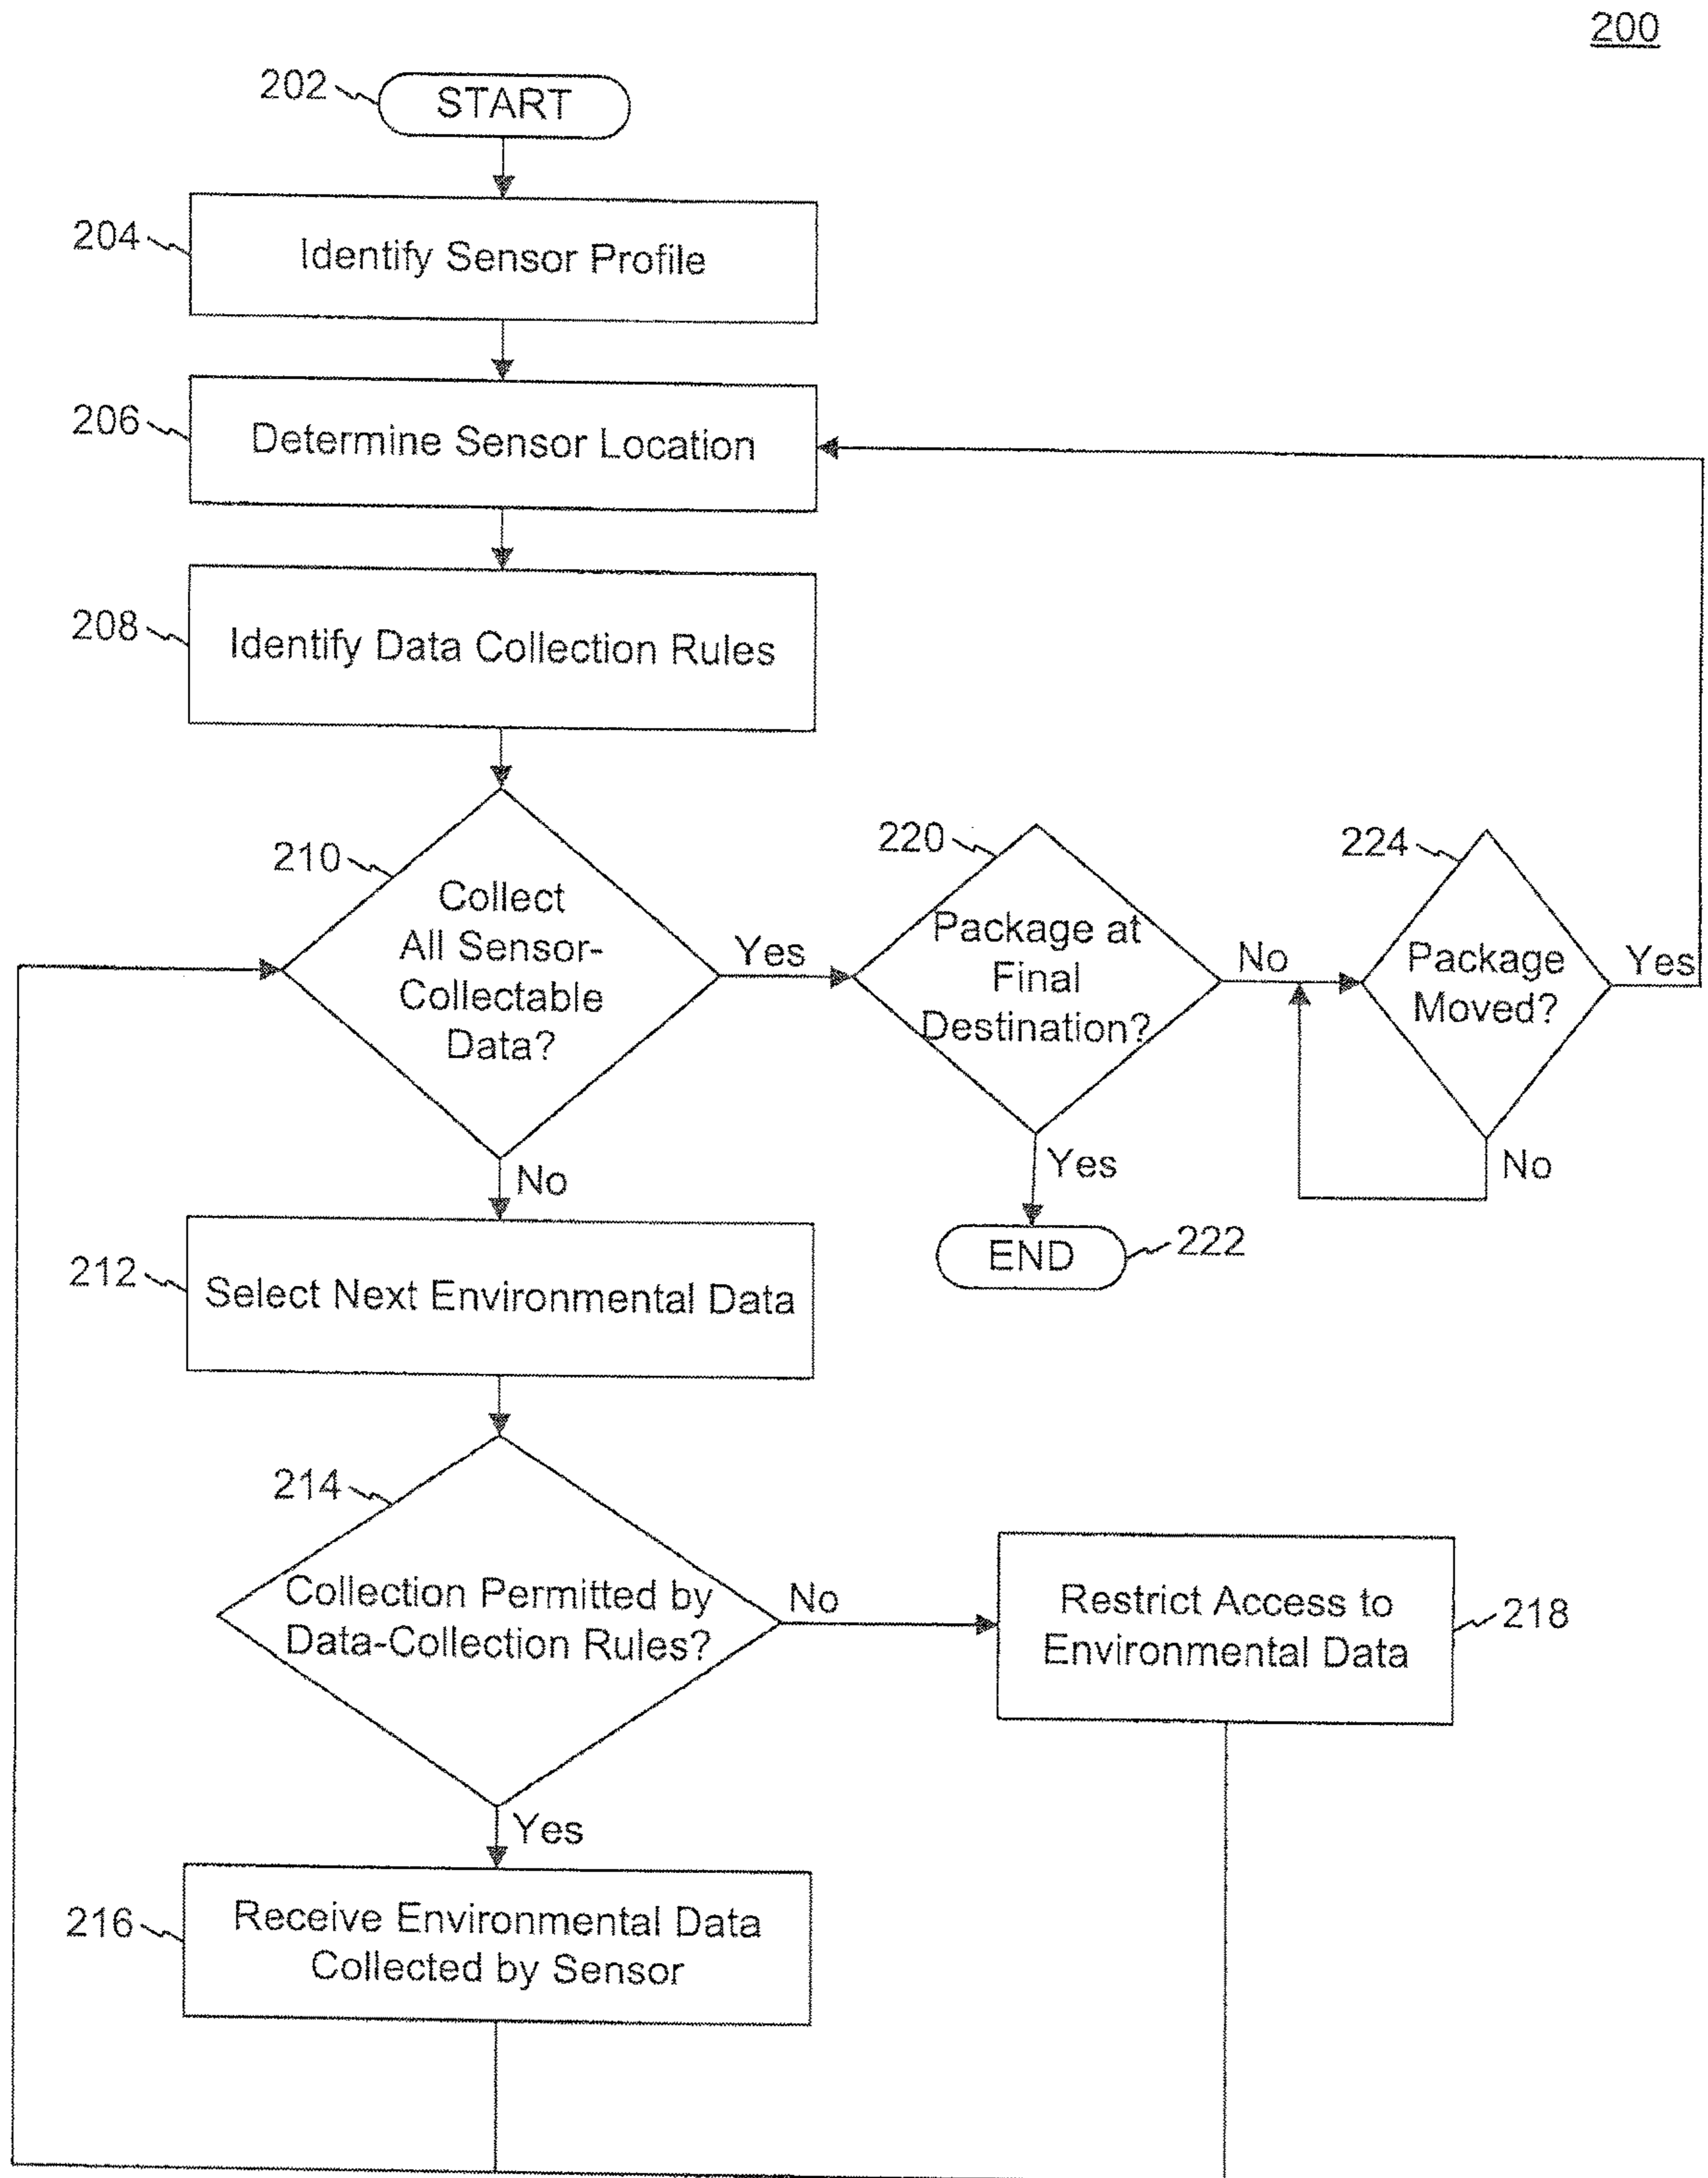 200
202
START
204
Identify Sensor Profile
206
Determine Sensor Location
208
Identify Data Collection Rules
210
Collect
All Sensor-
Collectable
Data?
Yes
220
Package at
Final
Destination?
No
224
Package
Moved?
Yes
No
Yes
END
222
No
212
Select Next Environmental Data
214
Collection Permitted by
Data-Collection Rules?
No
Restrict Access to
Environmental Data
218
Yes
216
Receive Environmental Data
Collected by Sensor